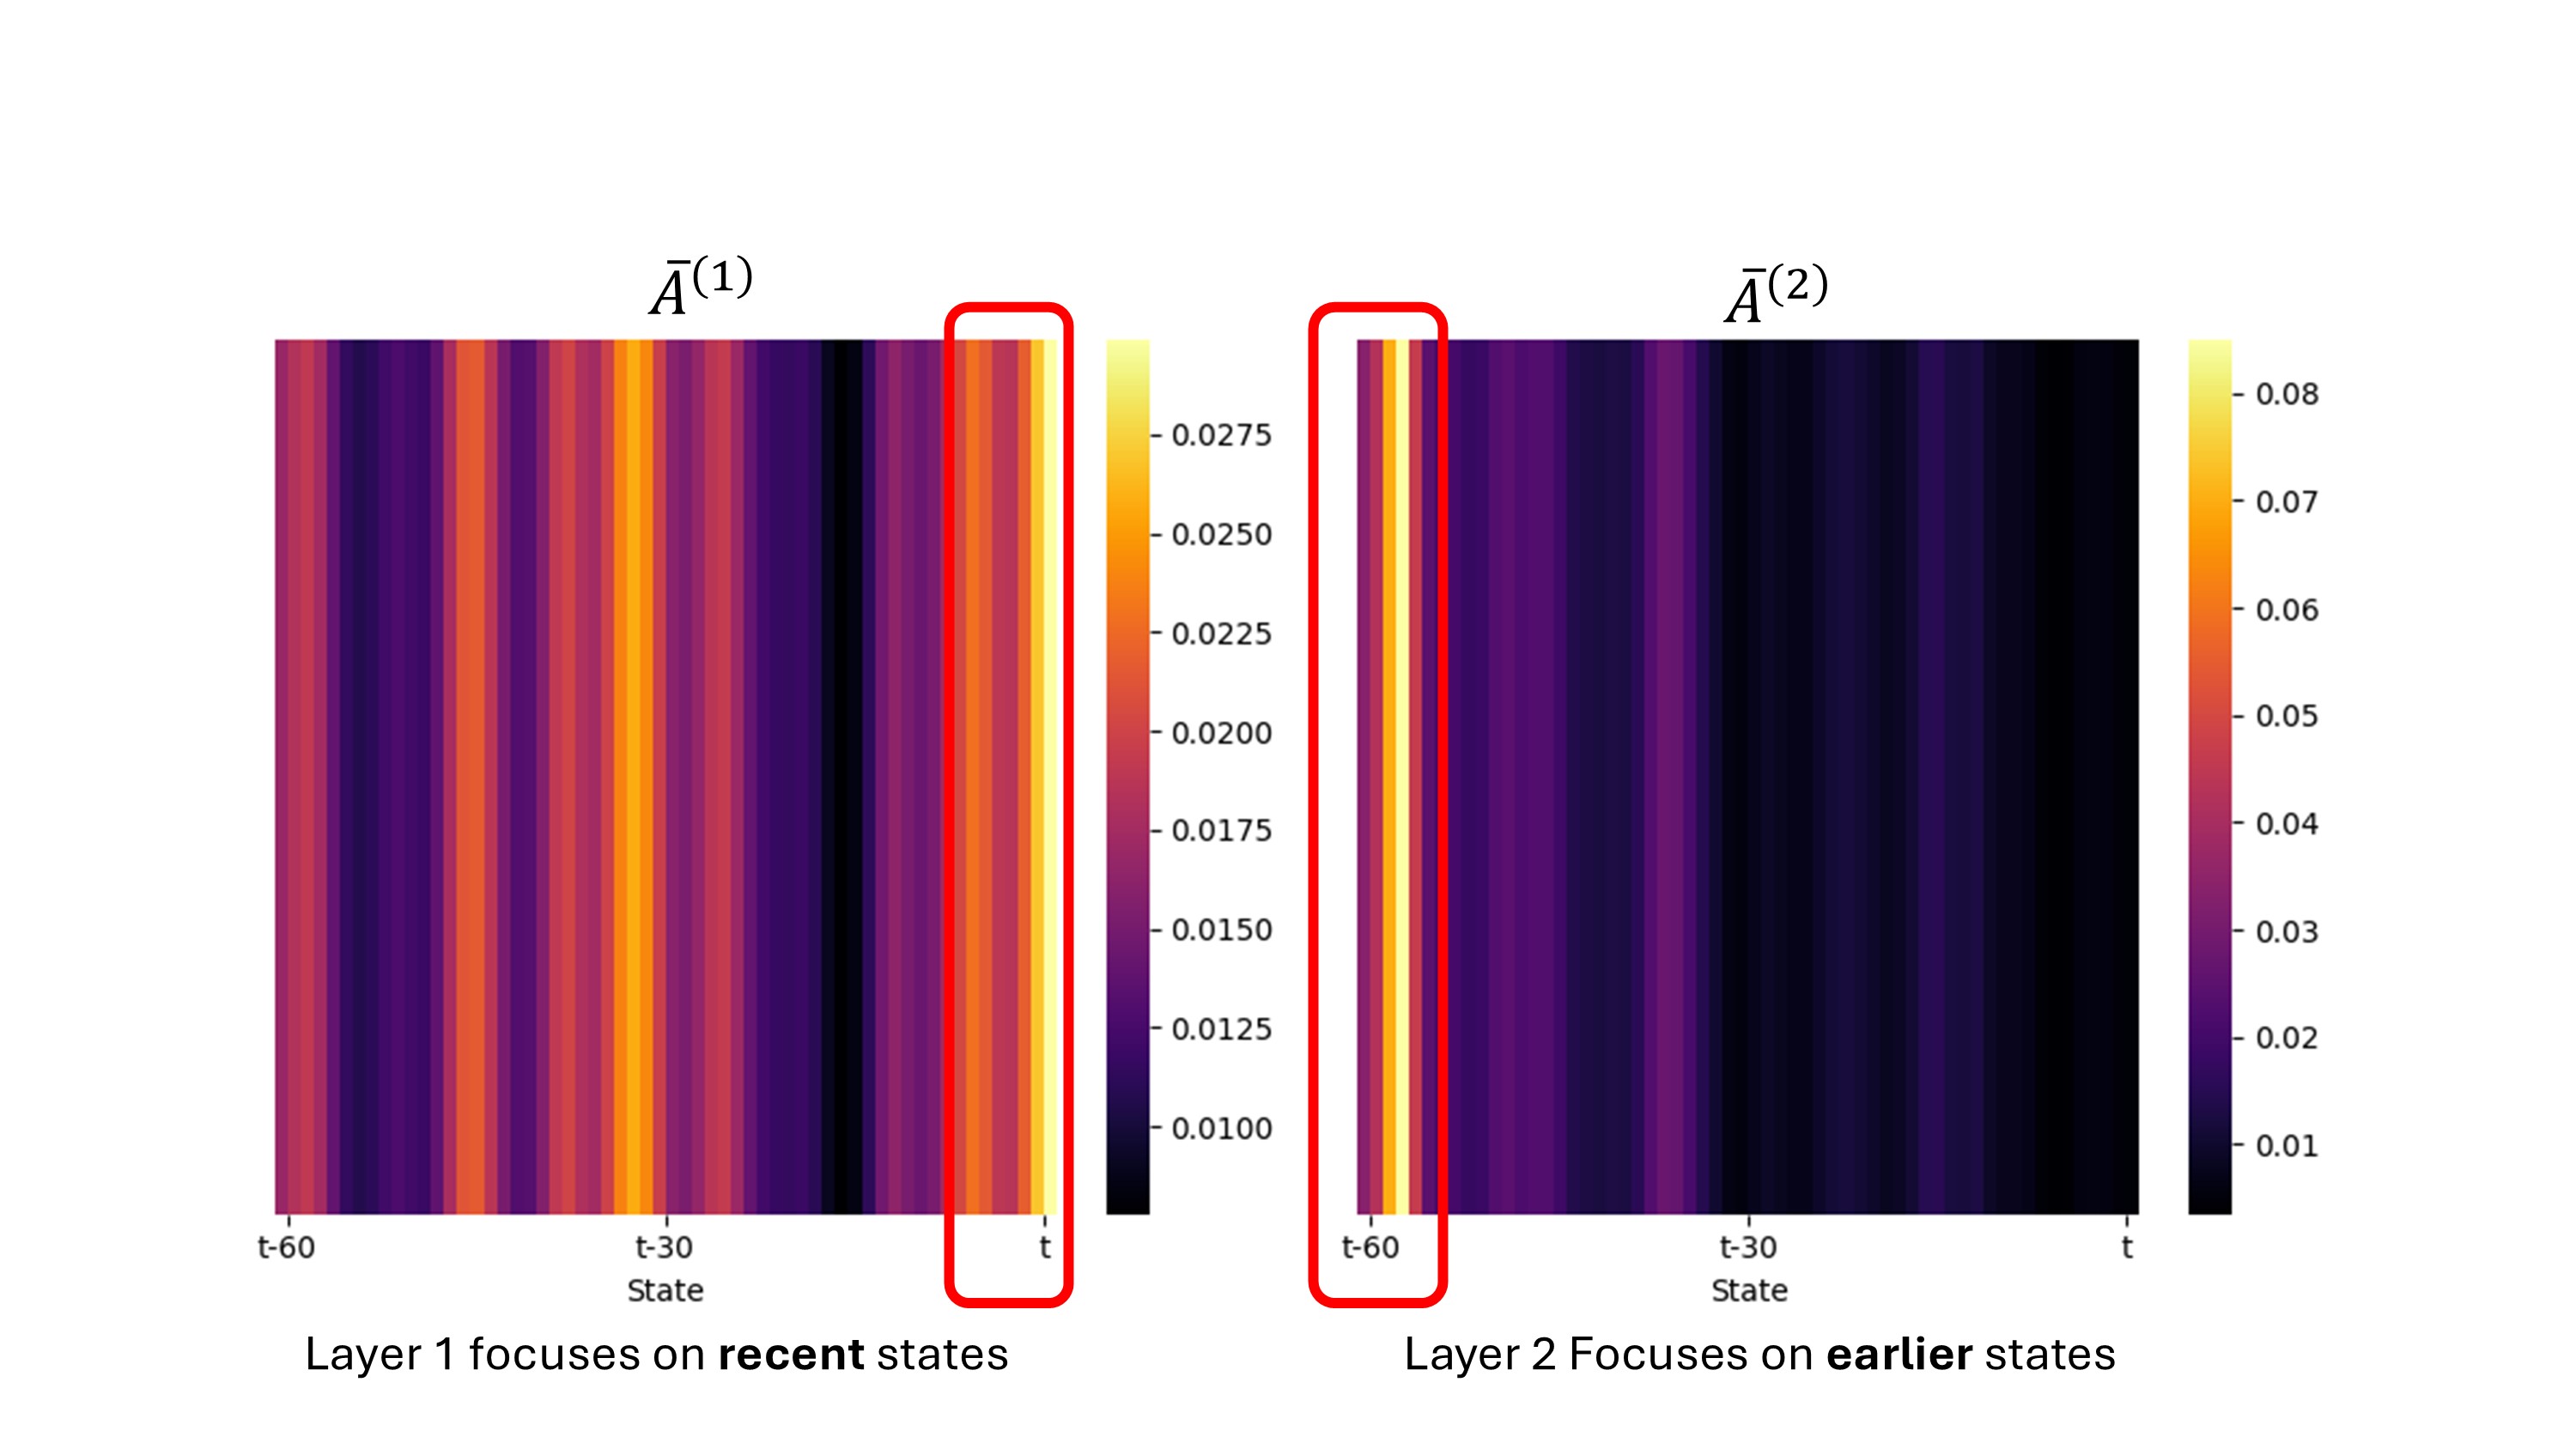 Ā⁽¹⁾
0.0275
0.0250
0.0225
0.0200
0.0175
0.0150
0.0125
0.0100
t-60 t-30 t
State
Layer 1 focuses on recent states
Ā⁽²⁾
0.08
0.07
0.06
0.05
0.04
0.03
0.02
0.01
t-60 t-30 t
State
Layer 2 Focuses on earlier states